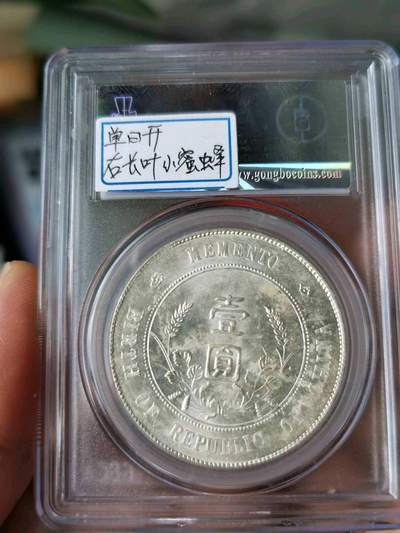 单口开
右长叶小蜜蜂
www.gongbocoins.com
MEMENTO
BIRTH OF REPUBLIC OF CHINA
壹
圓